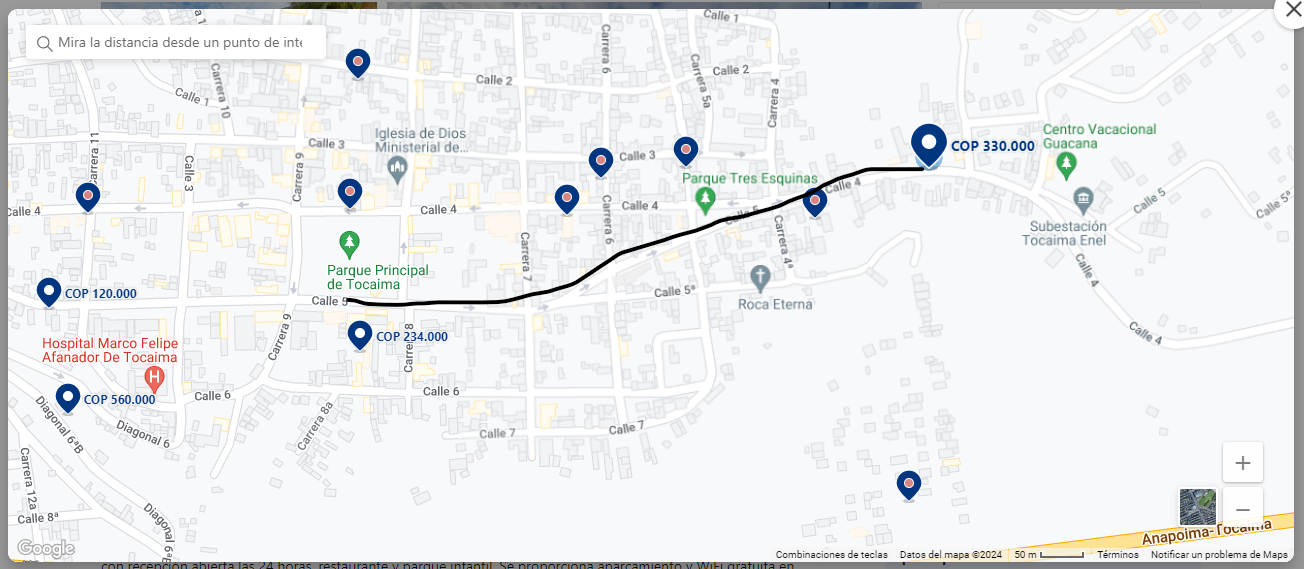 Calle 1
Mira la distancia desde un punto de inte
Carrera 6
Calle 2
Calle 2
Carrera 5a
Carrera 4
Carrera 10
Calle 1
Carrera 11
Iglesia de Dios
Ministerial de...
Calle 3
Carrera 9
Calle 3
Calle 3
COP 330.000
Centro Vacacional
Guacana
Parque Tres Esquinas
Calle 4
Calle 4
Calle 4
Calle 4
Calle 5
Calle 5
Calle 5ª
Carrera 6
Subestación
Tocaima Enel
Carrera 7
Carrera 4ª
Parque Principal
de Tocaima
Calle 4
COP 120.000
Calle 5
Calle 5ª
Roca Eterna
Carrera 9
Carrera 8
COP 234.000
Calle 4
Hospital Marco Felipe
Afanador De Tocaima
H
COP 560.000
Calle 6
Calle 6
Diagonal 6ªB
Diagonal 6
Carrera 8a
Calle 7
Calle 7
Carrera 12a
Calle 8ª
Diagonal 6ª
Anapoima-Tocaima
Google
Combinaciones de teclas
Datos del mapa ©2024
50 m
Términos
Notificar un problema de Maps
con recepción abierta las 24 horas, restaurante y parque infantil. Se proporciona aparcamiento y WiFi gratuita en